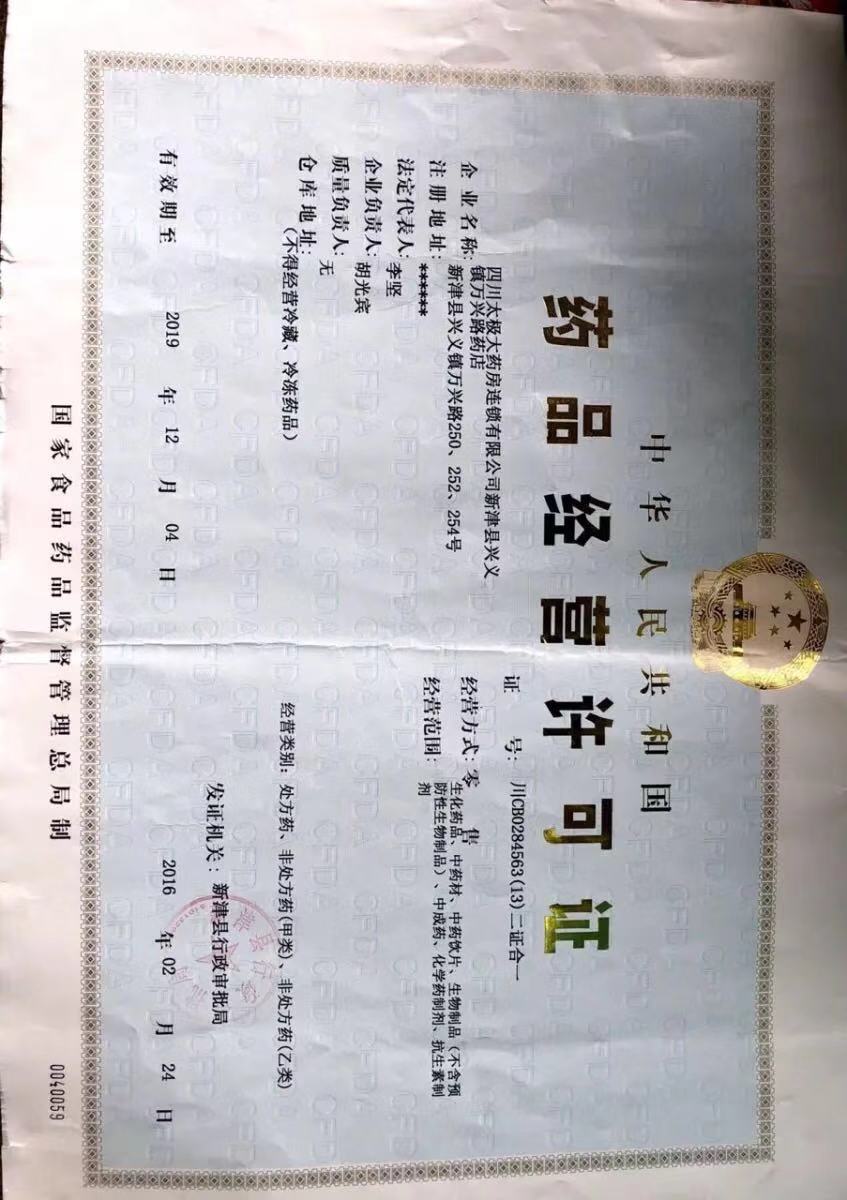 中华人民共和国
药品经营许可证
企业名称：四川太极大药房连锁有限公司新津县兴义
镇万兴路药店
注册地址：新津县兴义镇万兴路250、252、254号
法定代表人：*****
企业负责人：李坚
质量负责人：胡光宾
仓库地址：无
（不得经营冷藏、冷冻药品）
有效期至 2019 年 12 月 04 日
证 号：川CB0284563(13)二证合一
经营方式：零 售
经营范围：生化药品、中药材、中药饮片、生物制品（不含预
防性生物制品）、中成药、化学药制剂、抗生素制
剂
经营类别：处方药、非处方药(甲类)、非处方药(乙类)
发证机关：新津县行政审批局
2016 年 02 月 24 日
国家食品药品监督管理总局制
0040059